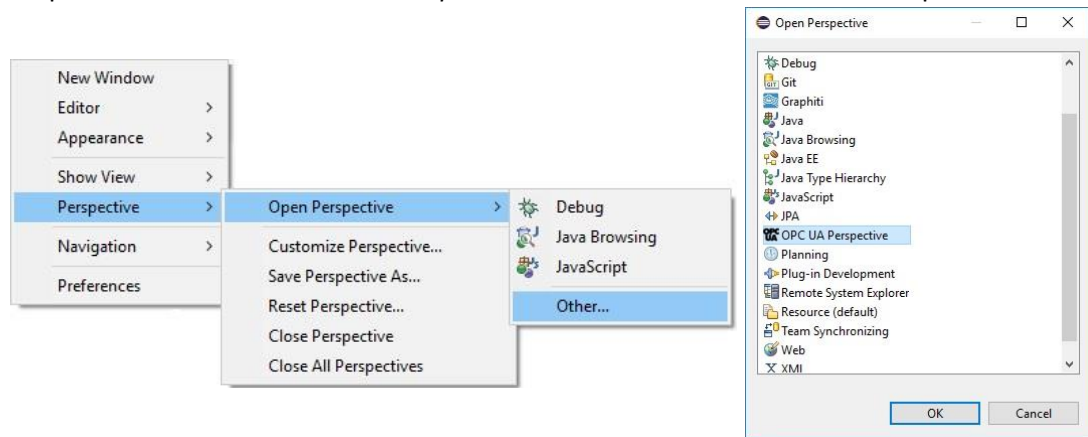 New Window
Editor
Appearance
Show View
Perspective
Navigation
Preferences
Open Perspective
Customize Perspective...
Save Perspective As...
Reset Perspective...
Close Perspective
Close All Perspectives
Debug
Java Browsing
JavaScript
Other...
Open Perspective
Debug
Git
Graphiti
Java
Java Browsing
Java EE
Java Type Hierarchy
JavaScript
JPA
OPC UA Perspective
Planning
Plug-in Development
Remote System Explorer
Resource (default)
Team Synchronizing
Web
XML
OK
Cancel